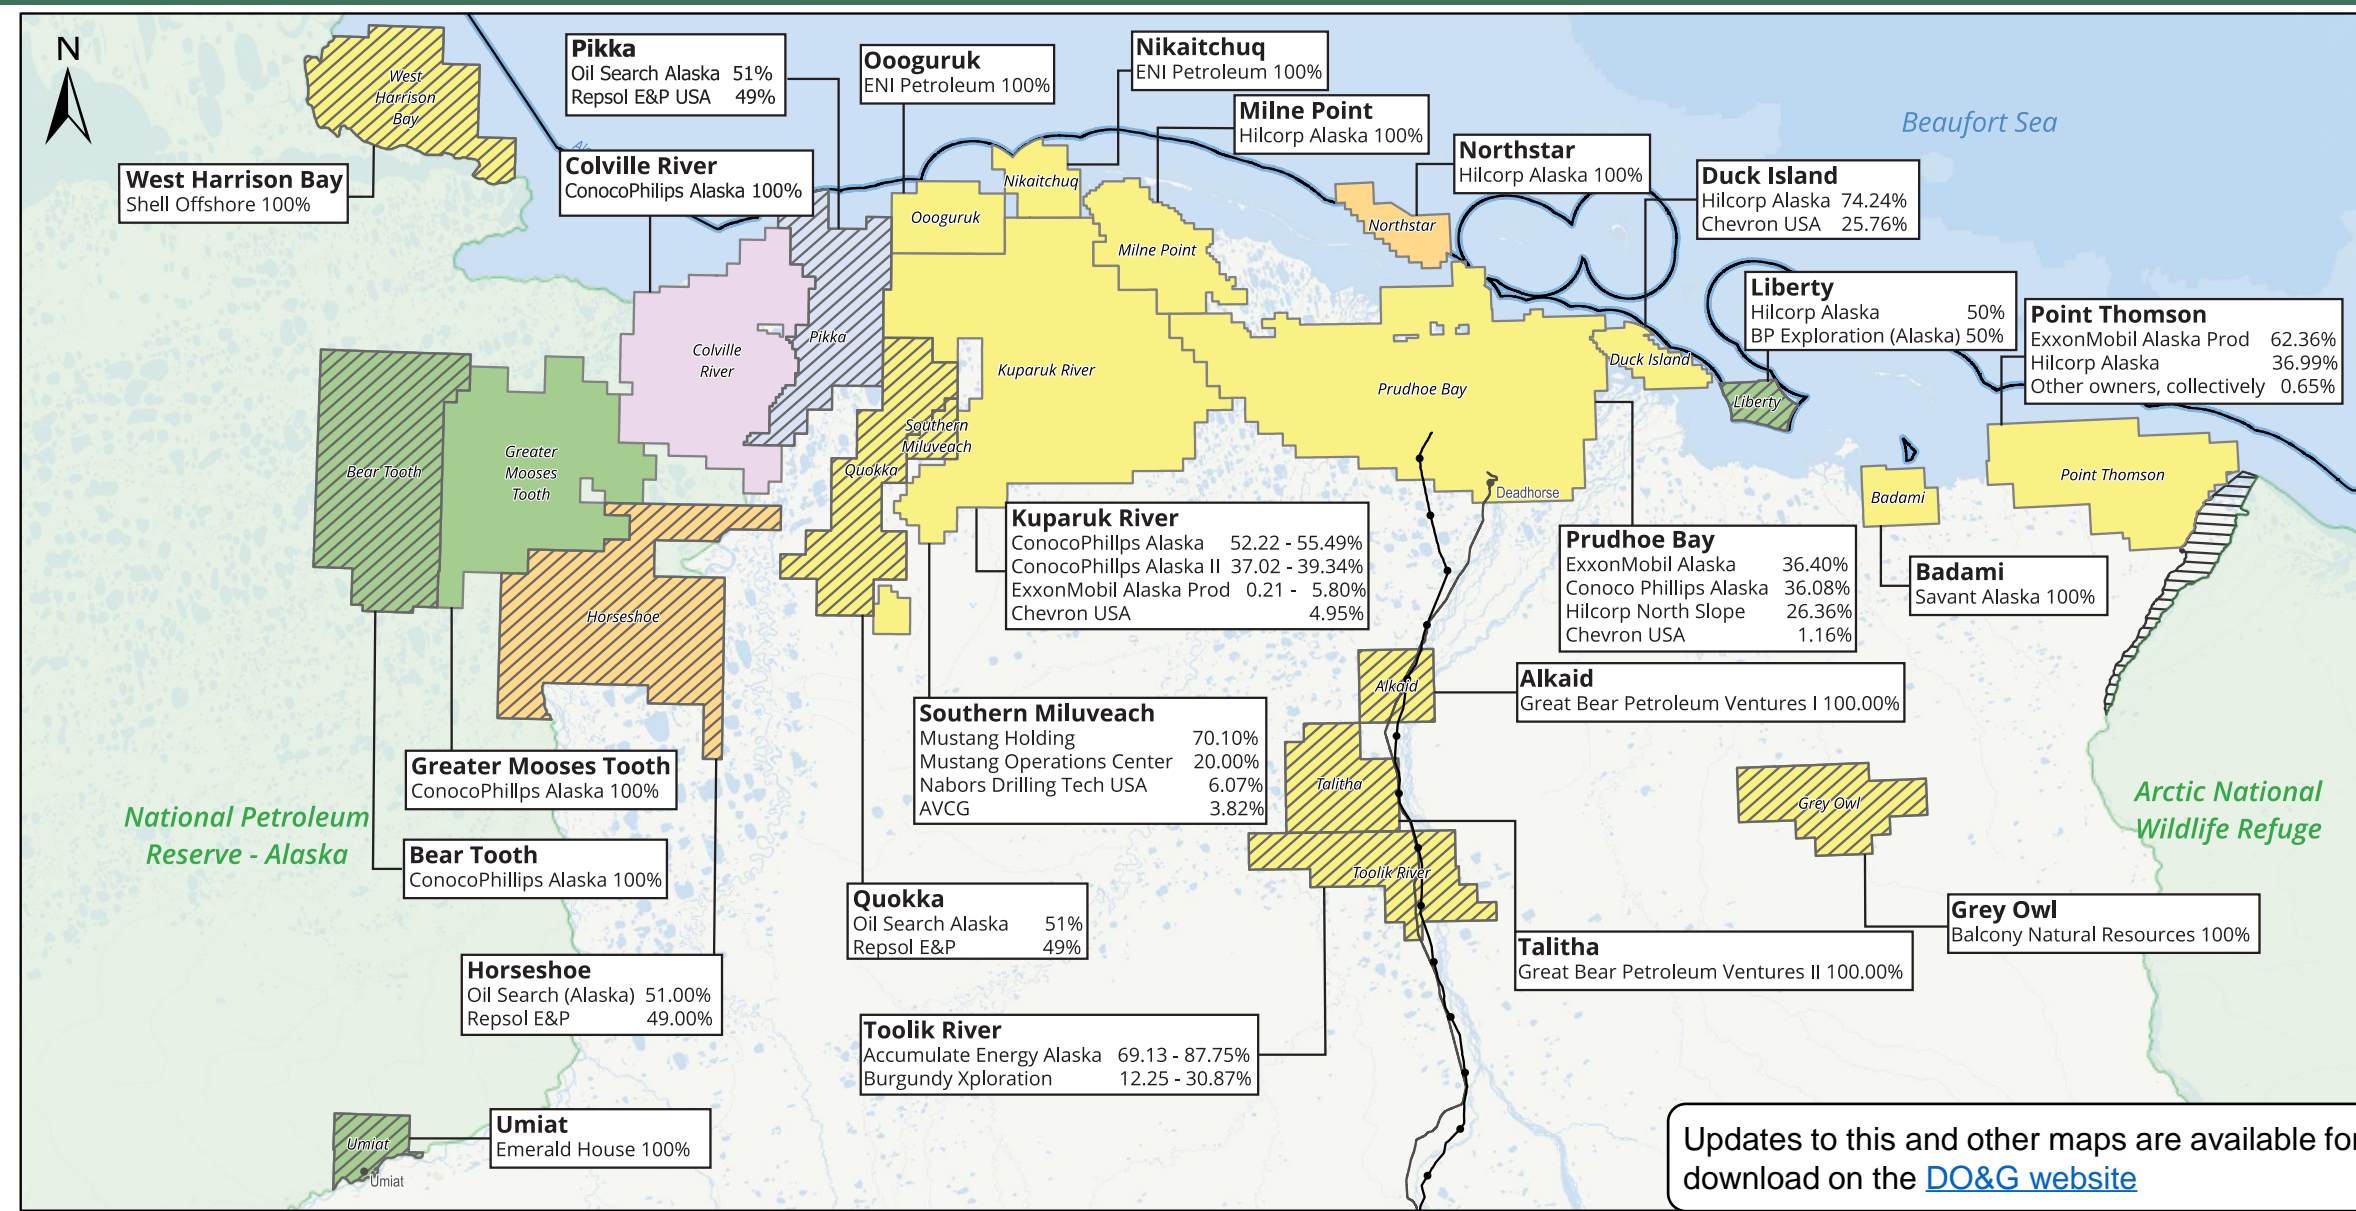 N
West
Harrison
Bay
West Harrison Bay
Shell Offshore 100%
Pikka
Oil Search Alaska 51%
Repsol E&P USA 49%
Colville River
ConocoPhilips Alaska 100%
Oooguruk
ENI Petroleum 100%
Nikaitchuq
ENI Petroleum 100%
Milne Point
Hilcorp Alaska 100%
Northstar
Hilcorp Alaska 100%
Duck Island
Hilcorp Alaska 74.24%
Chevron USA 25.76%
Beaufort Sea
Liberty
Hilcorp Alaska 50%
BP Exploration (Alaska) 50%
Point Thomson
ExxonMobil Alaska Prod 62.36%
Hilcorp Alaska 36.99%
Other owners, collectively 0.65%
Nikaitchuq
Oooguruk
Milne Point
Northstar
Colville
River
Pikka
Kuparuk River
Prudhoe Bay
Duck Island
Liberty
Bear Tooth
Greater
Mooses
Tooth
Southern
Miluveach
Quokka
Deadhorse
Badami
Point Thomson
Kuparuk River
ConocoPhillps Alaska 52.22 - 55.49%
ConocoPhillps Alaska II 37.02 - 39.34%
ExxonMobil Alaska Prod 0.21 - 5.80%
Chevron USA 4.95%
Prudhoe Bay
ExxonMobil Alaska 36.40%
Conoco Phillips Alaska 36.08%
Hilcorp North Slope 26.36%
Chevron USA 1.16%
Badami
Savant Alaska 100%
Horseshoe
Alkaid
Alkaid
Great Bear Petroleum Ventures I 100.00%
Southern Miluveach
Mustang Holding 70.10%
Mustang Operations Center 20.00%
Nabors Drilling Tech USA 6.07%
AVCG 3.82%
Greater Mooses Tooth
ConocoPhillps Alaska 100%
Talitha
Grey Owl
National Petroleum
Reserve - Alaska
Arctic National
Wildlife Refuge
Bear Tooth
ConocoPhillips Alaska 100%
Toolik River
Quokka
Oil Search Alaska 51%
Repsol E&P 49%
Grey Owl
Balcony Natural Resources 100%
Talitha
Great Bear Petroleum Ventures II 100.00%
Horseshoe
Oil Search (Alaska) 51.00%
Repsol E&P 49.00%
Toolik River
Accumulate Energy Alaska 69.13 - 87.75%
Burgundy Xploration 12.25 - 30.87%
Umiat
Umiat
Umiat
Emerald House 100%
Updates to this and other maps are available for
download on the DO&G website